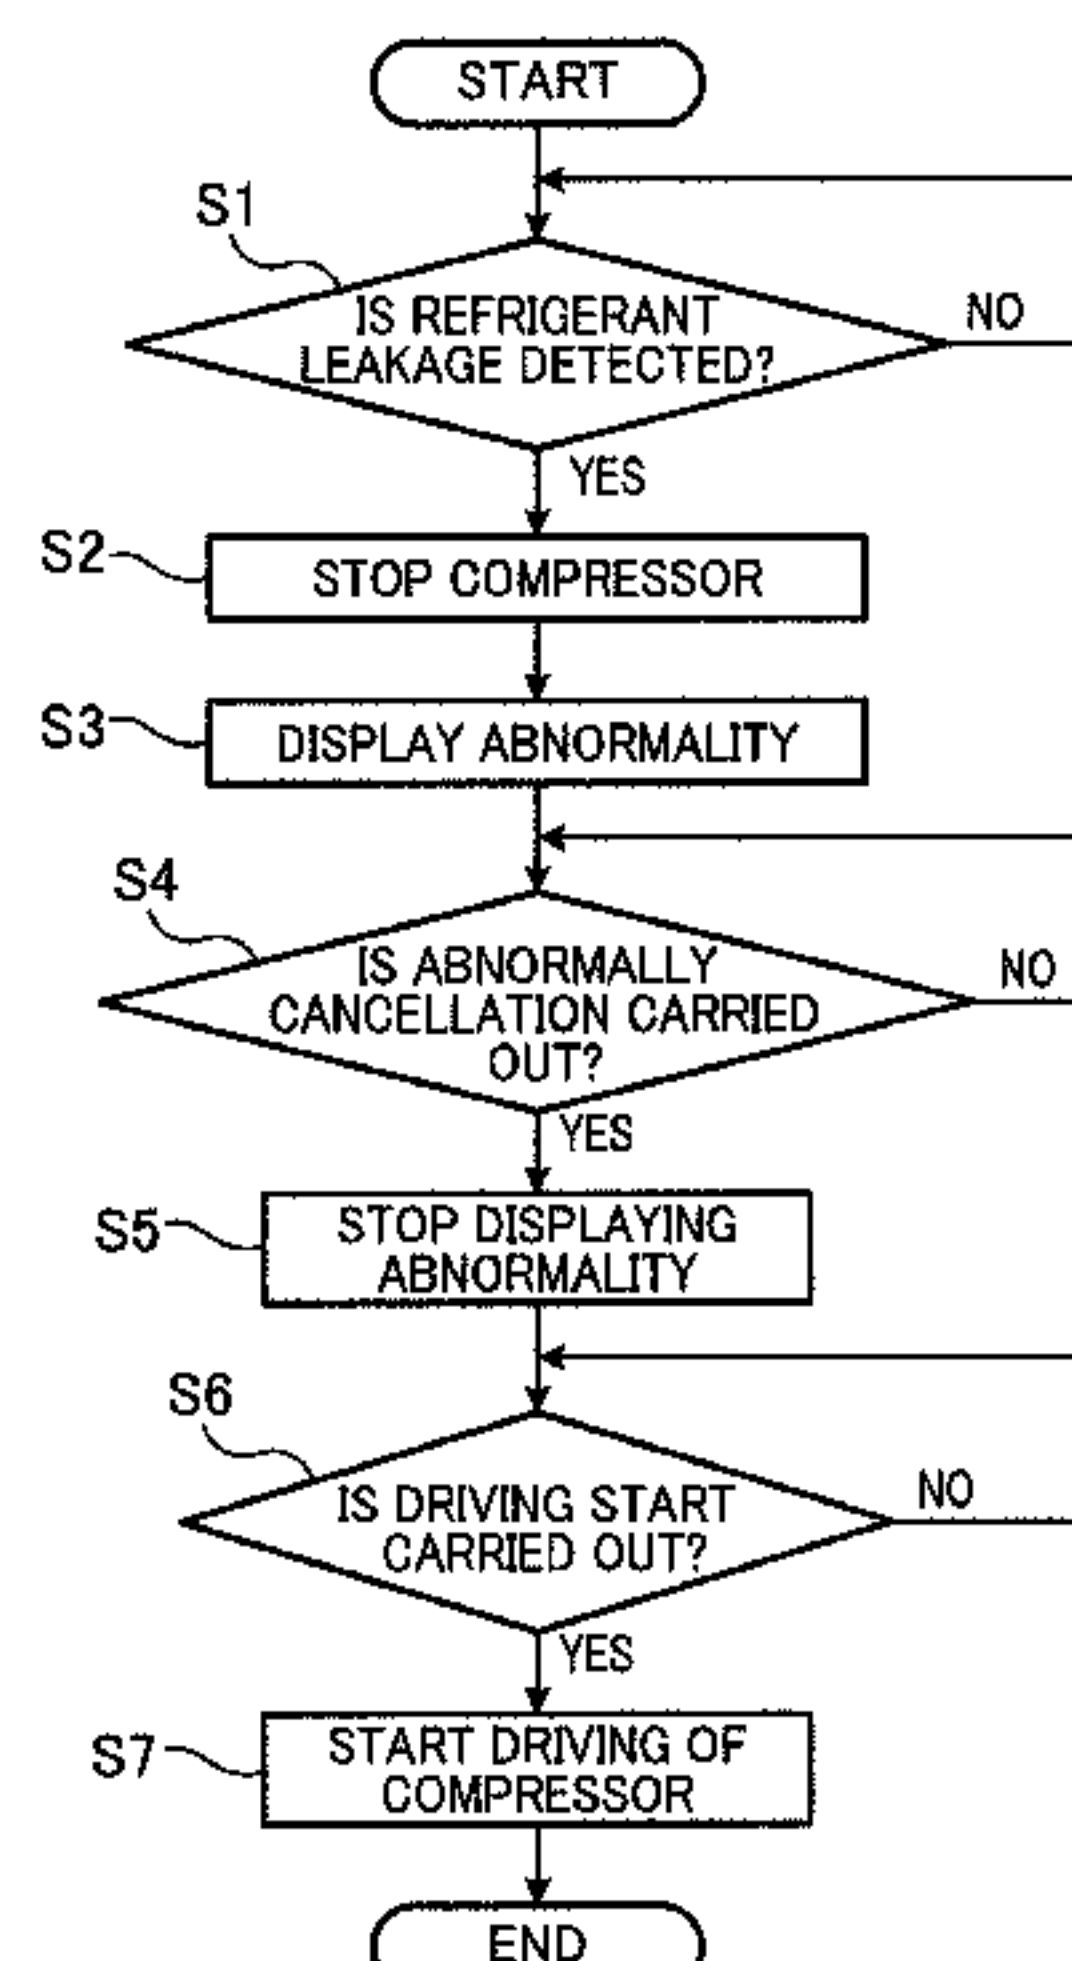 START
S1
IS REFRIGERANT
LEAKAGE DETECTED?
NO
YES
S2
STOP COMPRESSOR
S3
DISPLAY ABNORMALITY
S4
IS ABNORMALLY
CANCELLATION CARRIED
OUT?
NO
YES
S5
STOP DISPLAYING
ABNORMALITY
S6
IS DRIVING START
CARRIED OUT?
NO
YES
S7
START DRIVING OF
COMPRESSOR
END